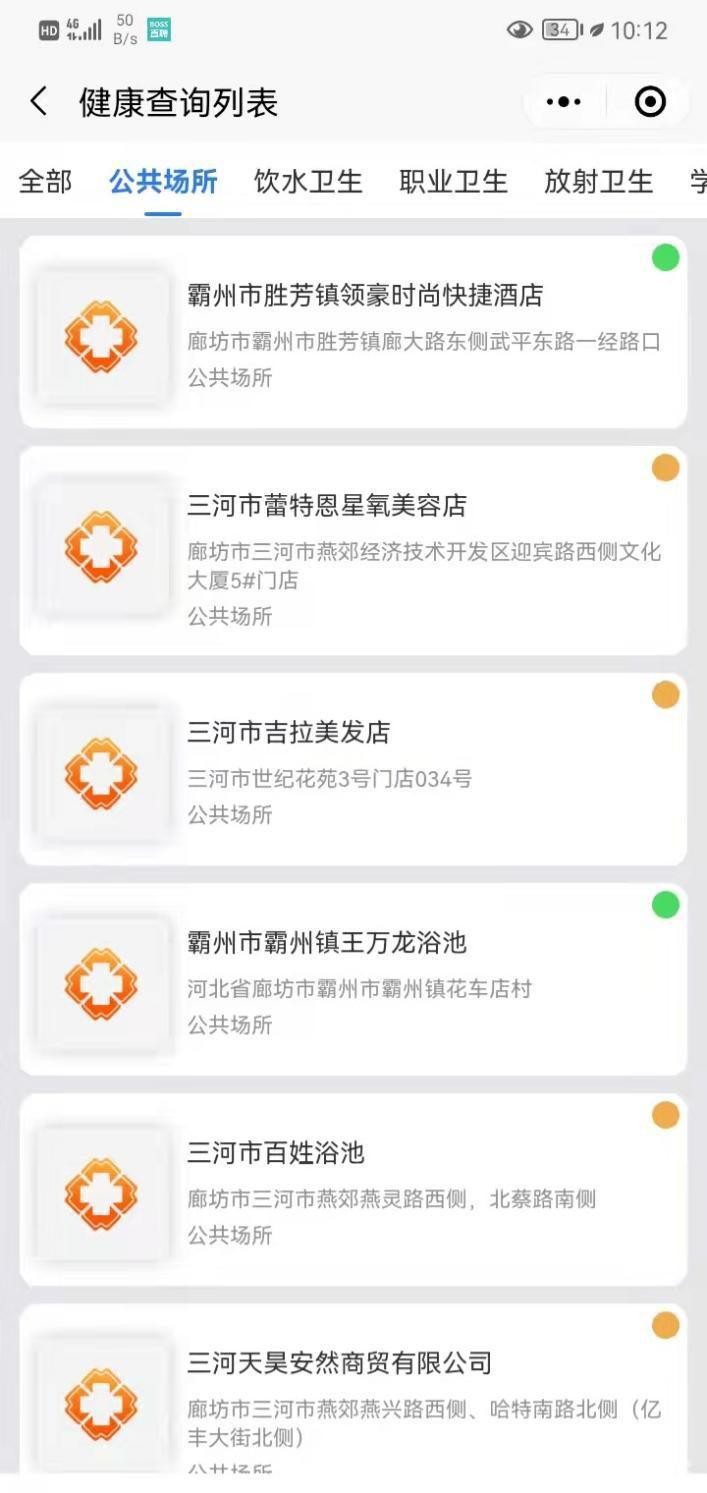 HD 4G 50 B/s BOSS直聘 34 10:12
健康查询列表
全部 公共场所 饮水卫生 职业卫生 放射卫生 学
霸州市胜芳镇领豪时尚快捷酒店
廊坊市霸州市胜芳镇廊大路东侧武平东路一经路口
公共场所
三河市蕾特恩星氧美容店
廊坊市三河市燕郊经济技术开发区迎宾路西侧文化
大厦5#门店
公共场所
三河市吉拉美发店
三河市世纪花苑3号门店034号
公共场所
霸州市霸州镇王万龙浴池
河北省廊坊市霸州市霸州镇花车店村
公共场所
三河市百姓浴池
廊坊市三河市燕郊燕灵路西侧，北蔡路南侧
公共场所
三河天昊安然商贸有限公司
廊坊市三河市燕郊燕兴路西侧、哈特南路北侧（亿
丰大街北侧）
公共场所